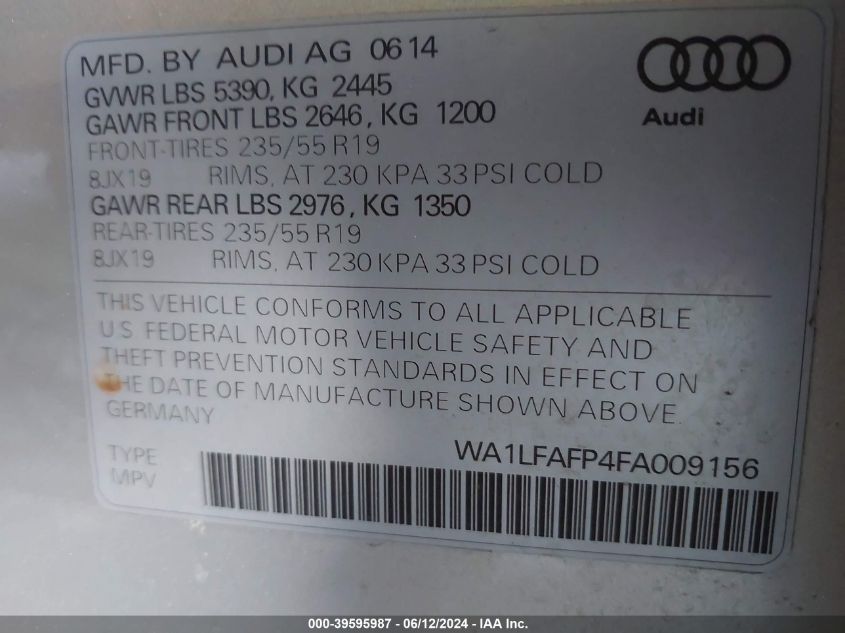 MFD. BY AUDI AG 06 14
GVWR LBS 5390, KG 2445
GAWR FRONT LBS 2646, KG 1200
FRONT-TIRES 235/55 R19
8JX19 RIMS, AT 230 KPA 33 PSI COLD
GAWR REAR LBS 2976, KG 1350
REAR-TIRES 235/55 R19
8JX19 RIMS, AT 230 KPA 33 PSI COLD
Audi
THIS VEHICLE CONFORMS TO ALL APPLICABLE
U.S. FEDERAL MOTOR VEHICLE SAFETY AND
THEFT PREVENTION STANDARDS IN EFFECT ON
THE DATE OF MANUFACTURE SHOWN ABOVE.
GERMANY
TYPE WA1LFAFP4FA009156
MPV
000-39595987 - 06/12/2024 - IAA Inc.